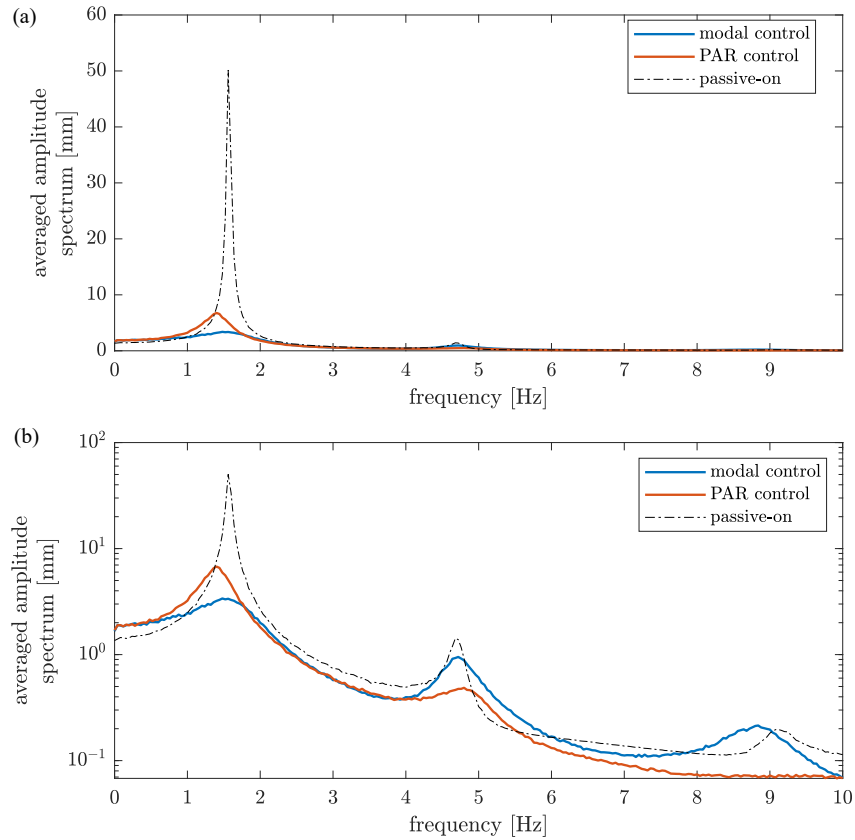 (a)
60
50
40
30
20
10
0
averaged amplitude
spectrum [mm]
modal control
PAR control
passive-on
0 1 2 3 4 5 6 7 8 9 10
frequency [Hz]
(b)
10^2
10^1
10^0
10^-1
averaged amplitude
spectrum [mm]
modal control
PAR control
passive-on
0 1 2 3 4 5 6 7 8 9 10
frequency [Hz]